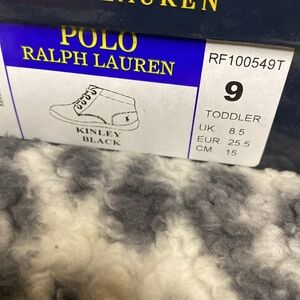 LAUREN
POLO
RALPH LAUREN
KINLEY
BLACK
RF100549T
9
TODDLER
UK 8.5
EUR 25.5
CM 15